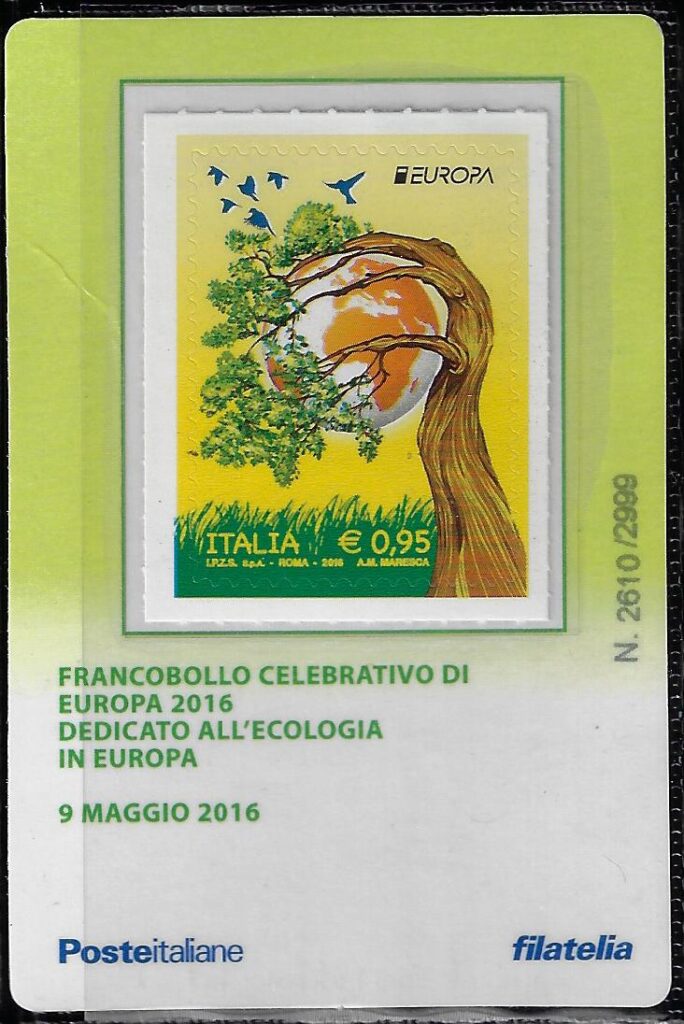 EUROPA
ITALIA € 0,95
I.P.Z.S. S.p.A. - ROMA - 2016 A.M. MARESCA
N. 2610/2999
FRANCOBOLLO CELEBRATIVO DI
EUROPA 2016
DEDICATO ALL'ECOLOGIA
IN EUROPA
9 MAGGIO 2016
Posteitaliane
filatelia